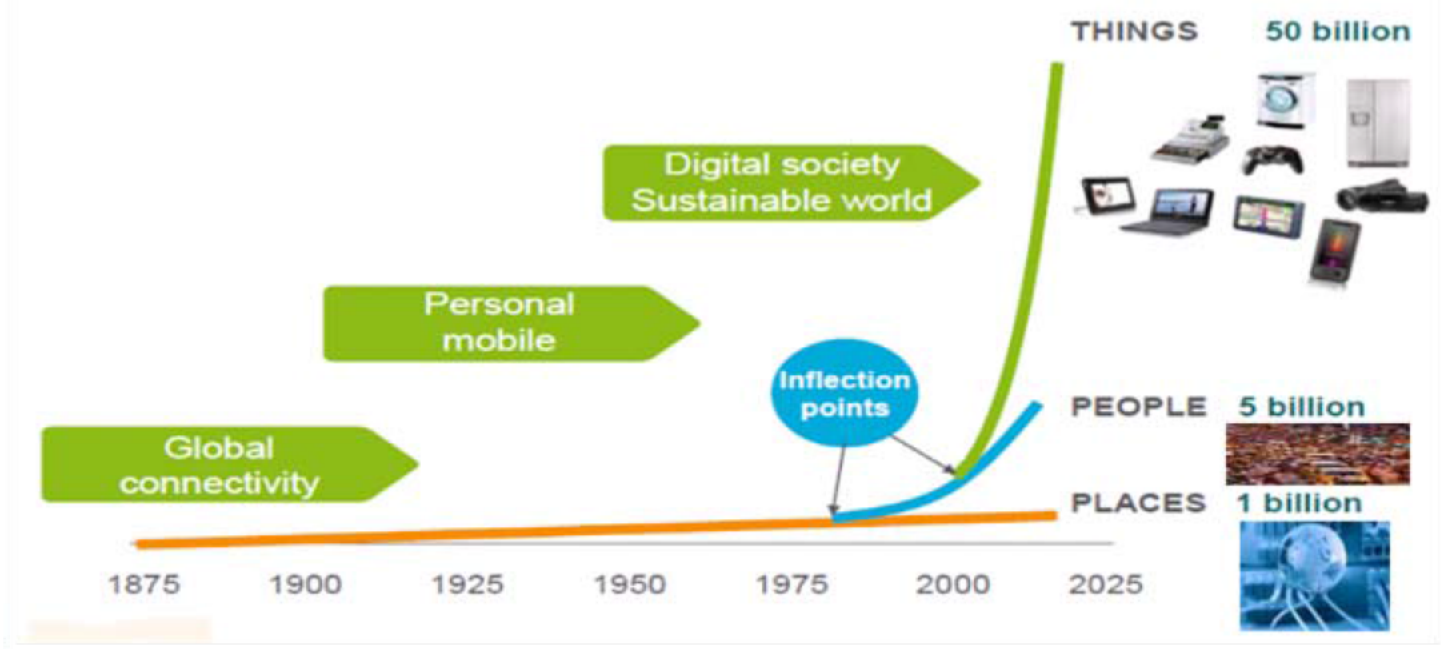 THINGS 50 billion
Digital society
Sustainable world
Personal
mobile
Inflection
points
PEOPLE 5 billion
Global
connectivity
PLACES 1 billion
1875 1900 1925 1950 1975 2000 2025